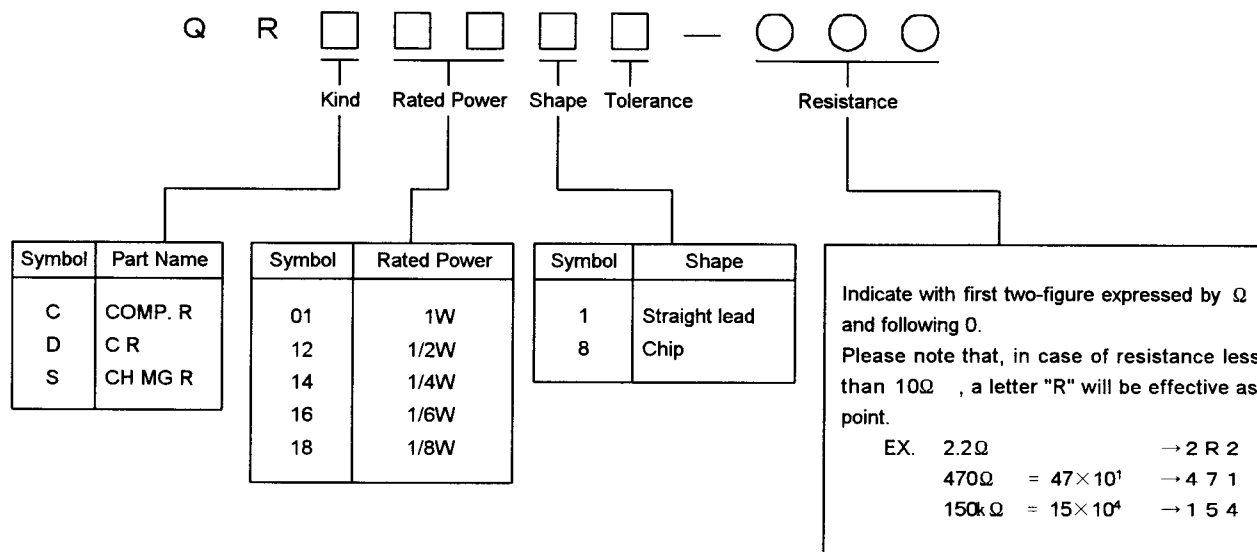 Q R □ □ □ □ □ — ○ ○ ○
Kind Rated Power Shape Tolerance Resistance
Symbol Part Name
C COMP. R
D C R
S CH MG R
Symbol Rated Power
01 1W
12 1/2W
14 1/4W
16 1/6W
18 1/8W
Symbol Shape
1 Straight lead
8 Chip
Indicate with first two-figure expressed by Ω
and following 0.
Please note that, in case of resistance less
than 10Ω , a letter "R" will be effective as
point.
EX. 2.2Ω → 2 R 2
470Ω = 47×10¹ → 4 7 1
150kΩ = 15×10⁴ → 1 5 4